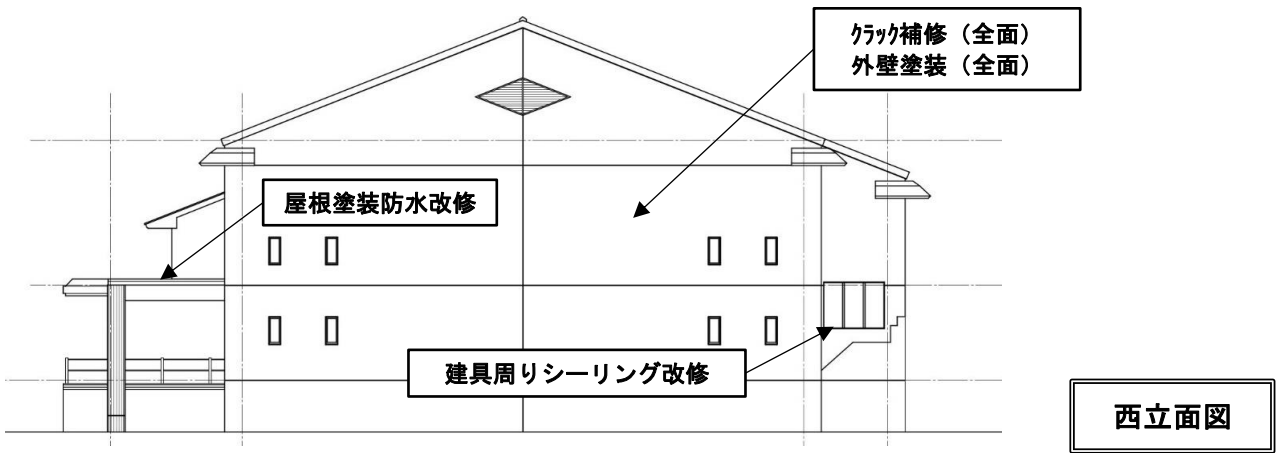 ｸﾗｯｸ補修（全面）
外壁塗装（全面）
屋根塗装防水改修
建具周りシーリング改修
西立面図